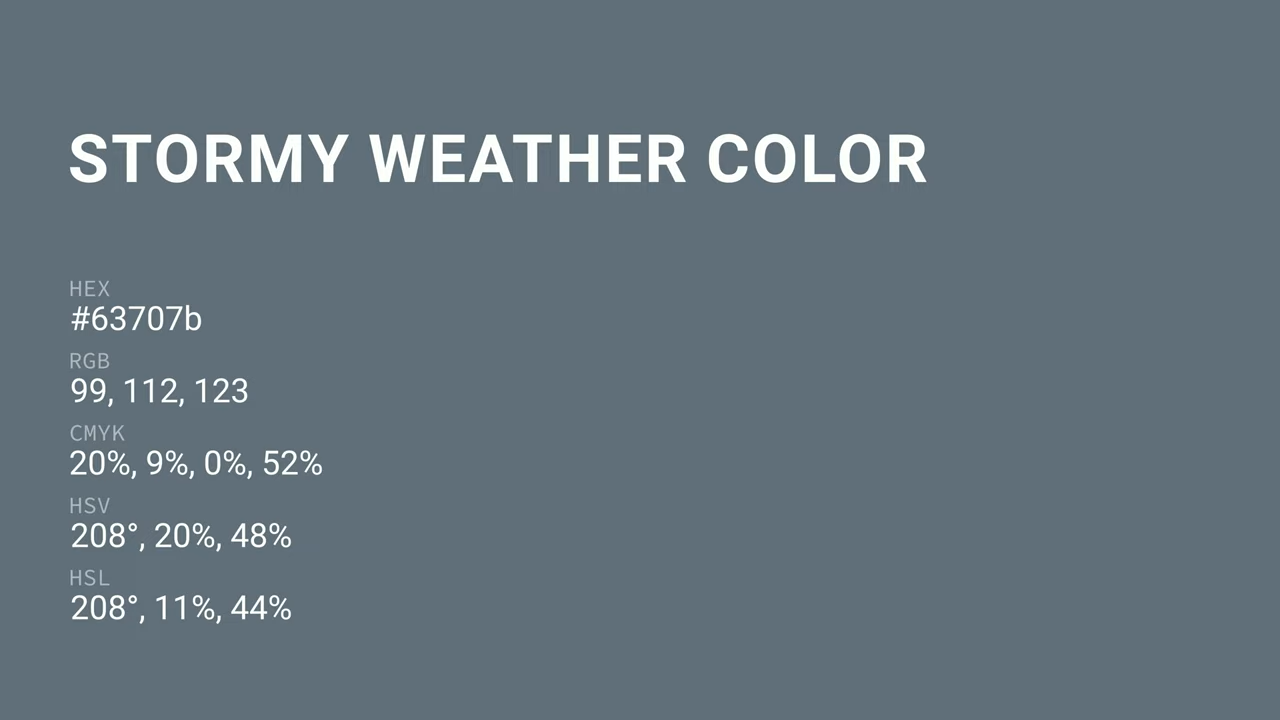 STORMY WEATHER COLOR
HEX
#63707b
RGB
99, 112, 123
CMYK
20%, 9%, 0%, 52%
HSV
208°, 20%, 48%
HSL
208°, 11%, 44%